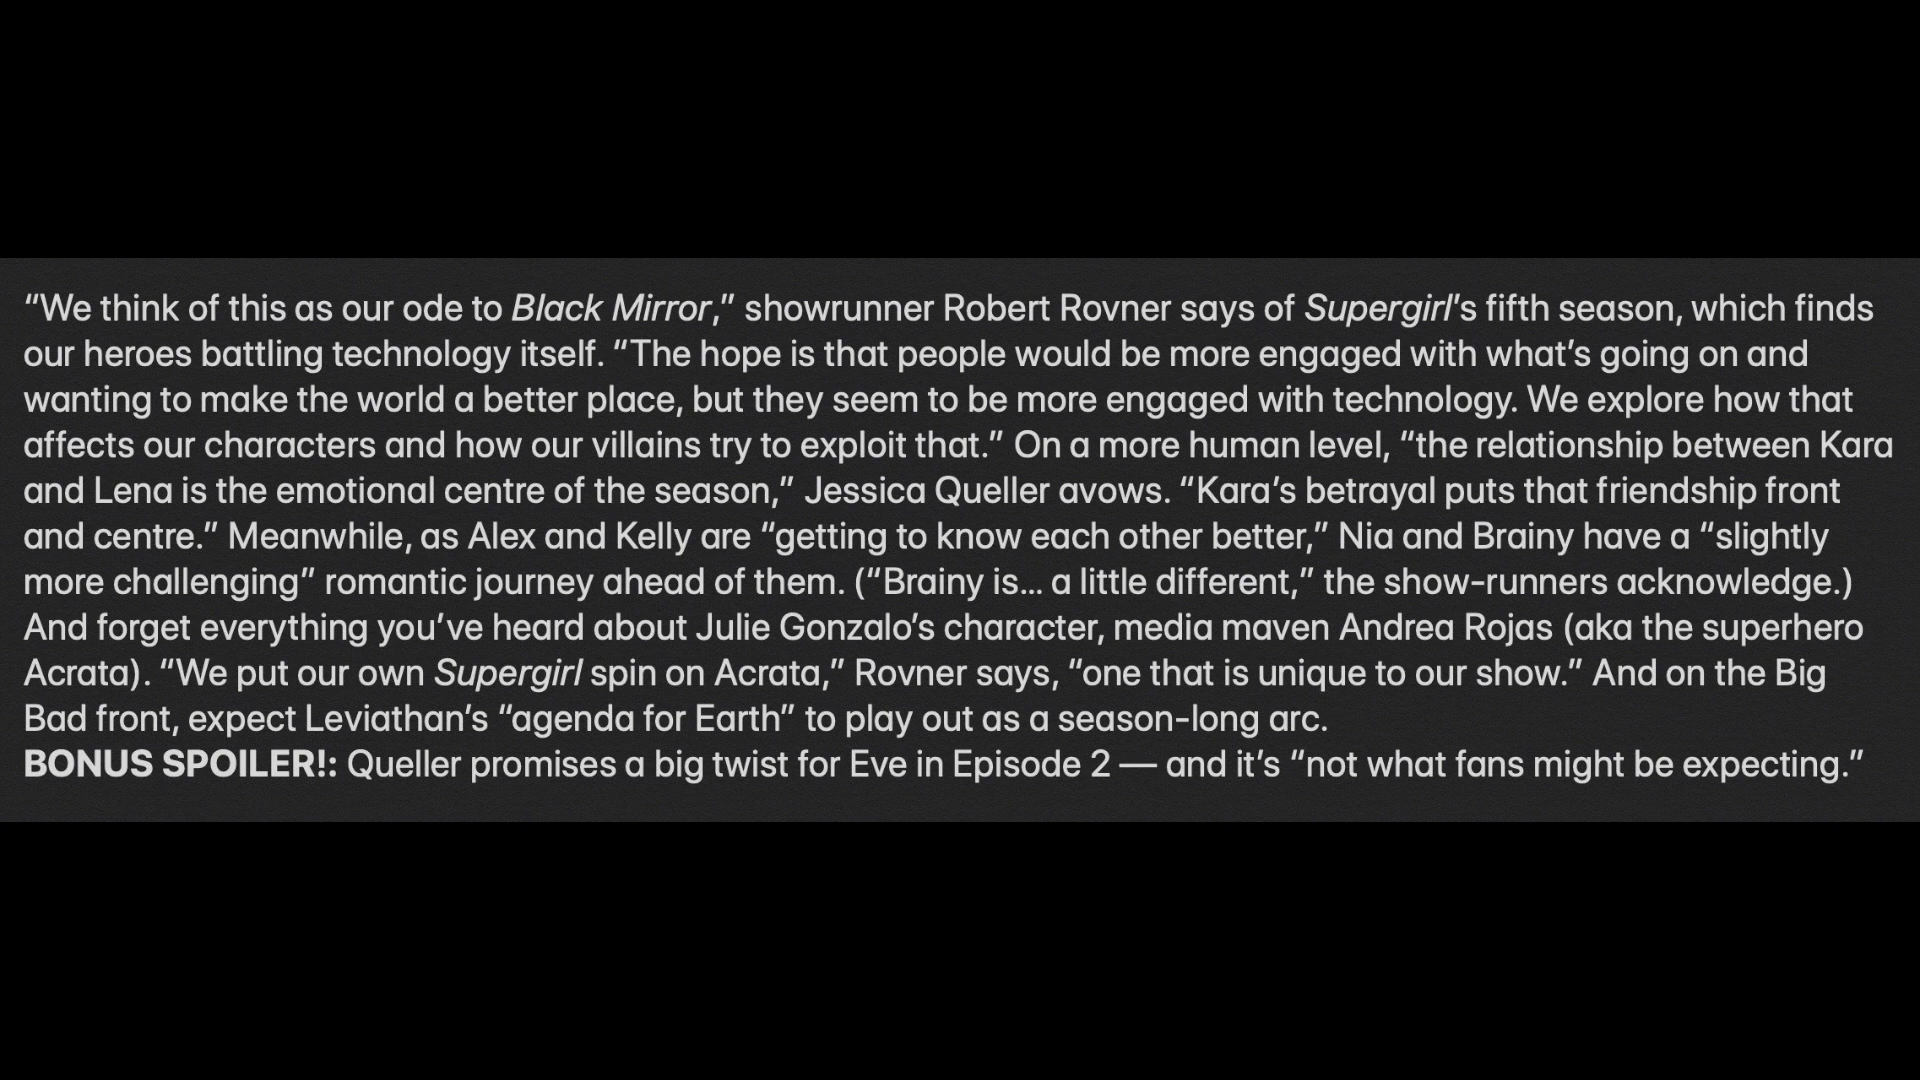 “We think of this as our ode to Black Mirror,” showrunner Robert Rovner says of Supergirl’s fifth season, which finds
our heroes battling technology itself. “The hope is that people would be more engaged with what’s going on and
wanting to make the world a better place, but they seem to be more engaged with technology. We explore how that
affects our characters and how our villains try to exploit that.” On a more human level, “the relationship between Kara
and Lena is the emotional centre of the season,” Jessica Queller avows. “Kara’s betrayal puts that friendship front
and centre.” Meanwhile, as Alex and Kelly are “getting to know each other better,” Nia and Brainy have a “slightly
more challenging” romantic journey ahead of them. (“Brainy is… a little different,” the show-runners acknowledge.)
And forget everything you’ve heard about Julie Gonzalo’s character, media maven Andrea Rojas (aka the superhero
Acrata). “We put our own Supergirl spin on Acrata,” Rovner says, “one that is unique to our show.” And on the Big
Bad front, expect Leviathan’s “agenda for Earth” to play out as a season-long arc.
BONUS SPOILER!: Queller promises a big twist for Eve in Episode 2 — and it’s “not what fans might be expecting.”